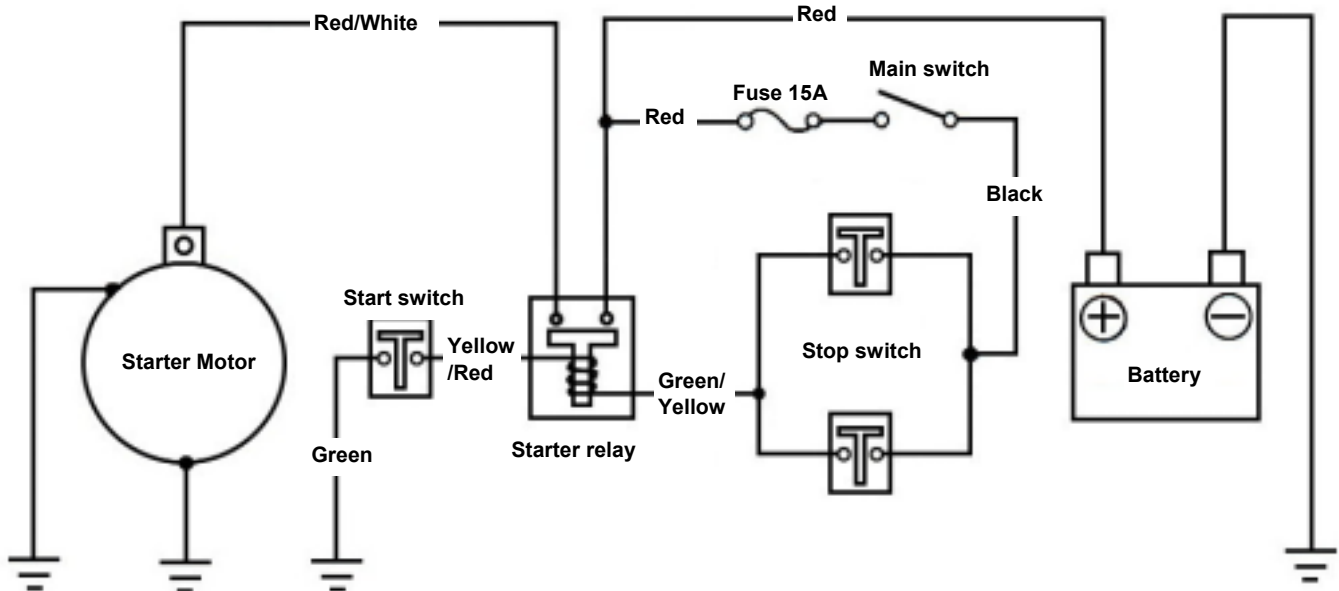 Red/White
Red
Main switch
Fuse 15A
Red
Black
Start switch
Yellow
/Red
Stop switch
Starter Motor
Green/
Yellow
Battery
Green
Starter relay